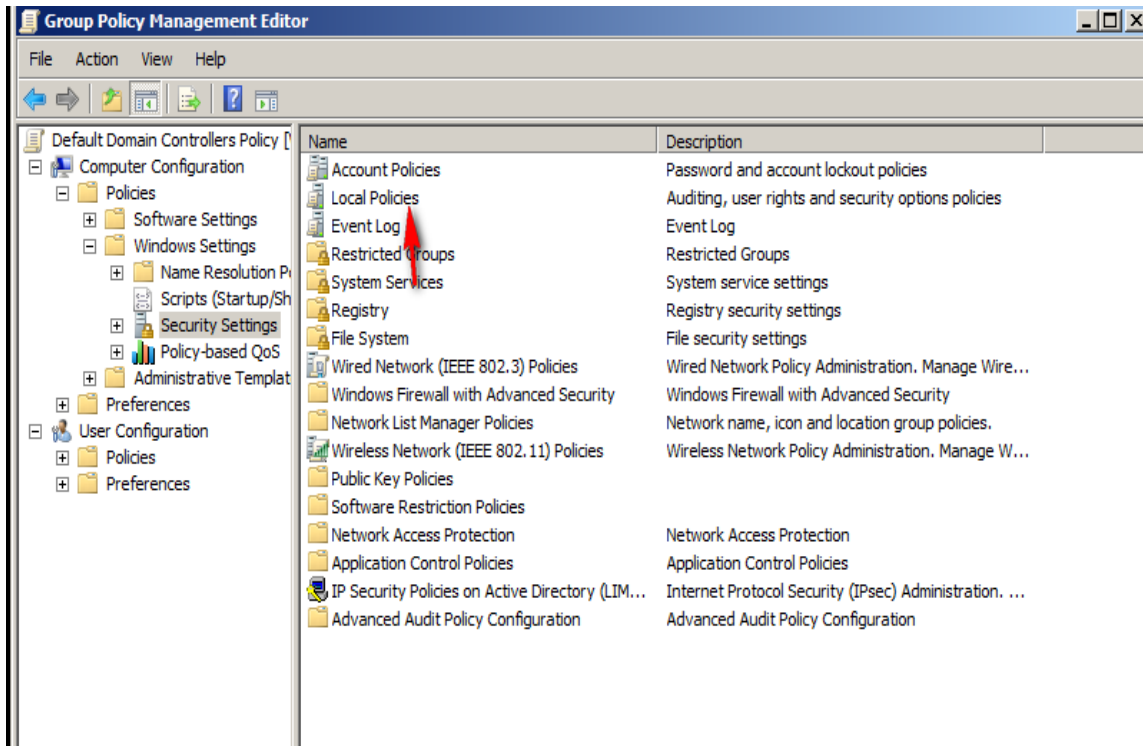 Group Policy Management Editor
File Action View Help
Default Domain Controllers Policy [
Computer Configuration
Policies
Software Settings
Windows Settings
Name Resolution P
Scripts (Startup/Sh
Security Settings
Policy-based QoS
Administrative Templat
Preferences
User Configuration
Policies
Preferences
Name Description
Account Policies Password and account lockout policies
Local Policies Auditing, user rights and security options policies
Event Log Event Log
Restricted Groups Restricted Groups
System Services System service settings
Registry Registry security settings
File System File security settings
Wired Network (IEEE 802.3) Policies Wired Network Policy Administration. Manage Wire...
Windows Firewall with Advanced Security Windows Firewall with Advanced Security
Network List Manager Policies Network name, icon and location group policies.
Wireless Network (IEEE 802.11) Policies Wireless Network Policy Administration. Manage W...
Public Key Policies
Software Restriction Policies
Network Access Protection Network Access Protection
Application Control Policies Application Control Policies
IP Security Policies on Active Directory (LIM... Internet Protocol Security (IPsec) Administration. ...
Advanced Audit Policy Configuration Advanced Audit Policy Configuration